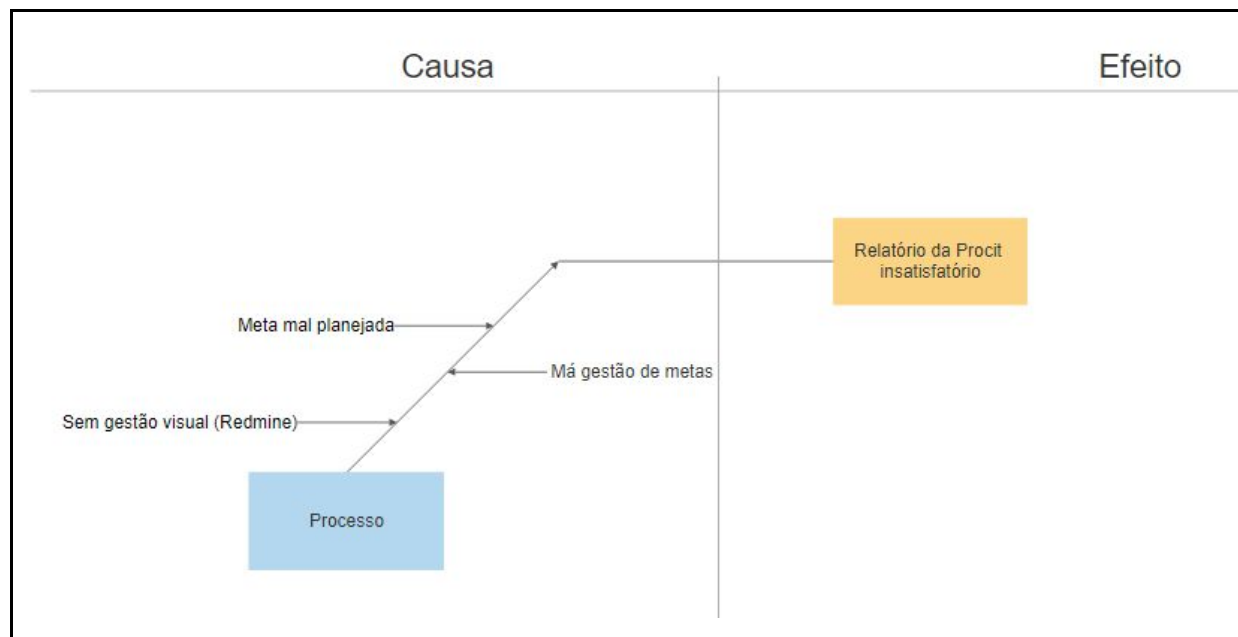 Causa
Efeito
Relatório da Procit
insatisfatório
Meta mal planejada
Má gestão de metas
Sem gestão visual (Redmine)
Processo